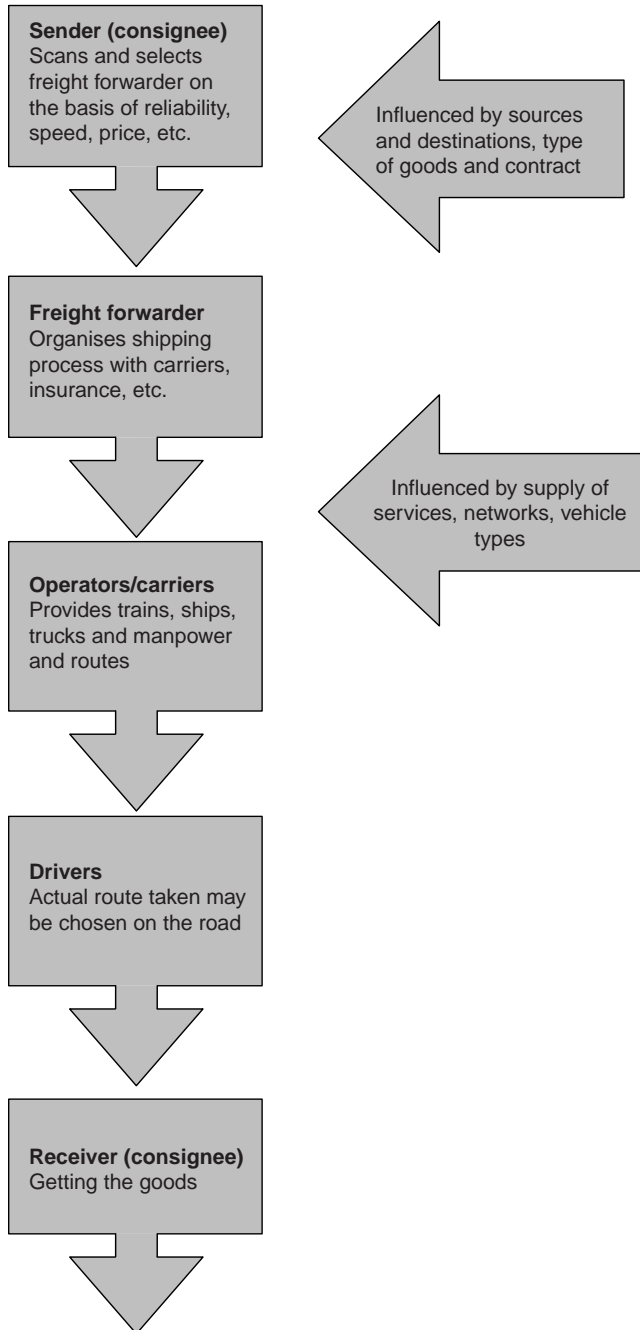 Sender (consignee)
Scans and selects
freight forwarder on
the basis of reliability,
speed, price, etc.
Influenced by sources
and destinations, type
of goods and contract
Freight forwarder
Organises shipping
process with carriers,
insurance, etc.
Influenced by supply of
services, networks, vehicle
types
Operators/carriers
Provides trains, ships,
trucks and manpower
and routes
Drivers
Actual route taken may
be chosen on the road
Receiver (consignee)
Getting the goods